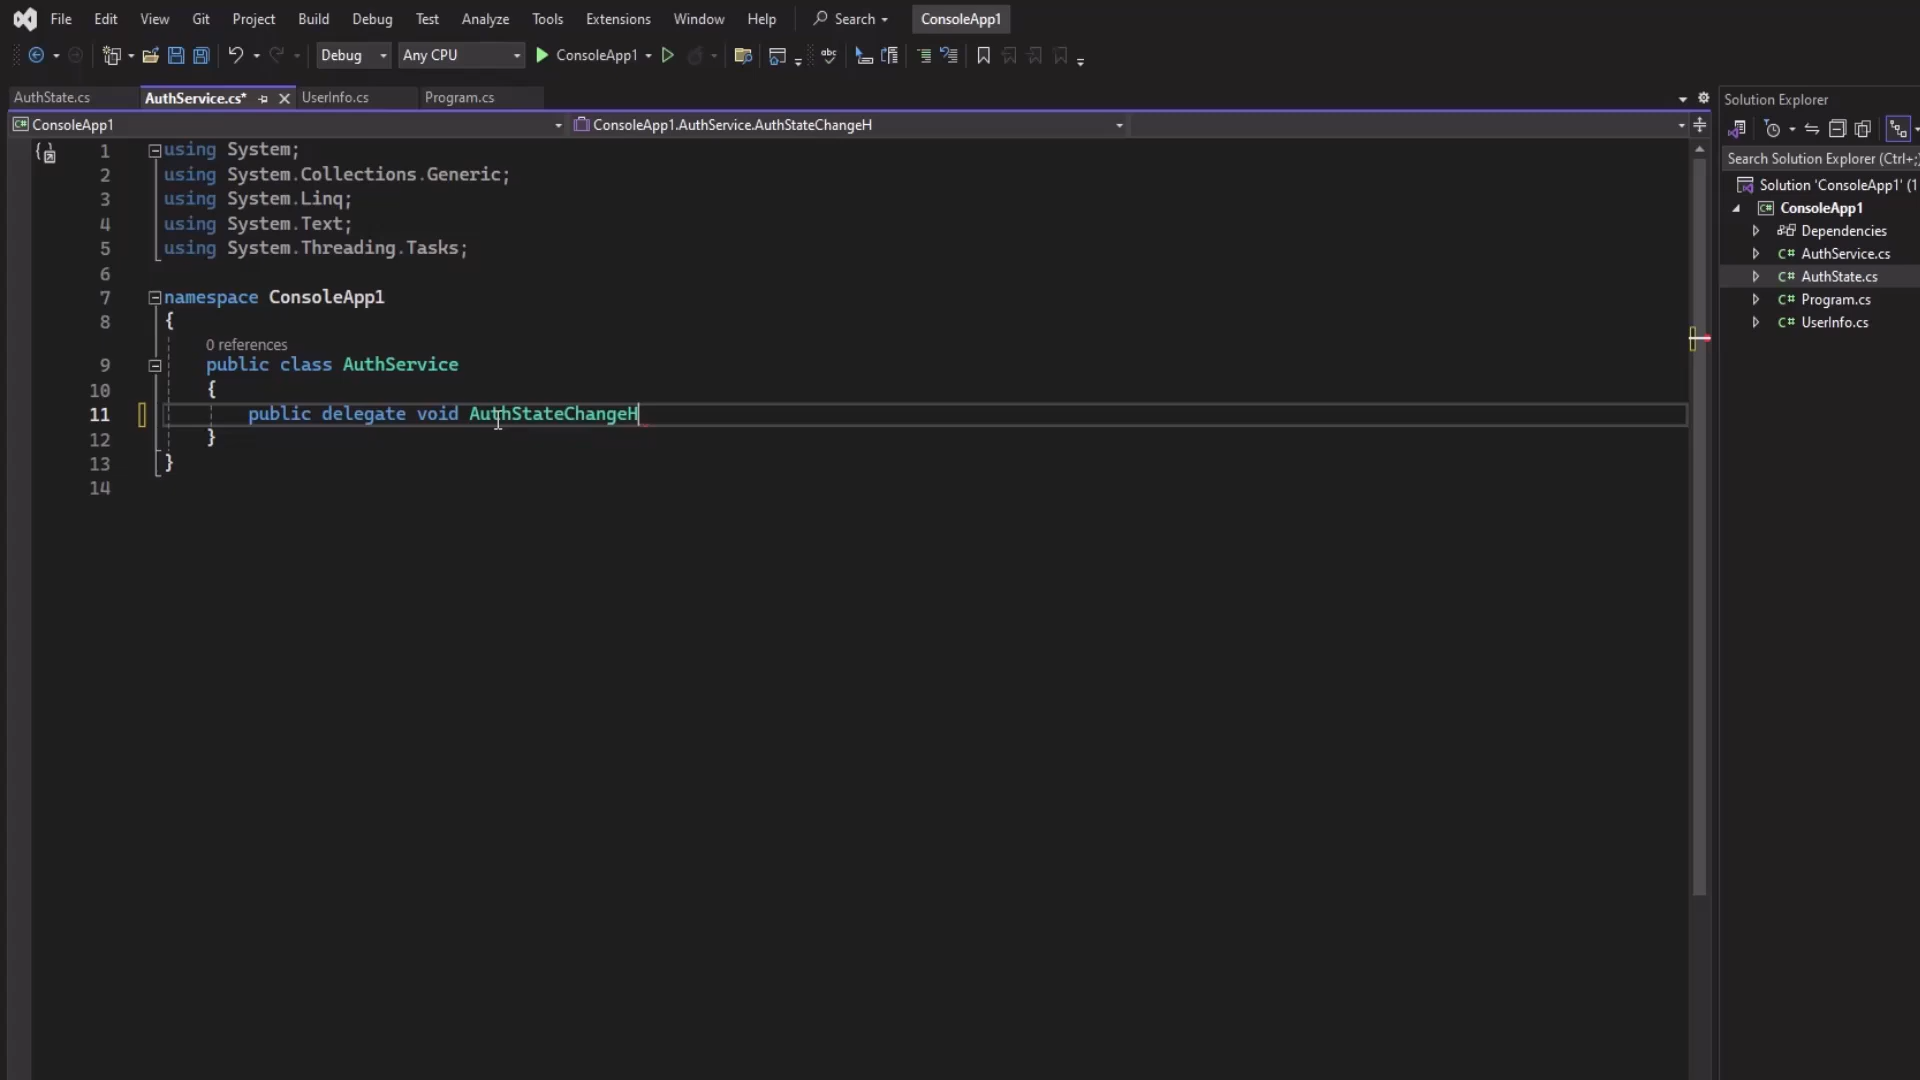 File Edit View Git Project Build Debug Test Analyze Tools Extensions Window Help Search ConsoleApp1
Debug Any CPU ConsoleApp1
AuthState.cs AuthService.cs* UserInfo.cs Program.cs
ConsoleApp1 ConsoleApp1.AuthService.AuthStateChangeH
1 using System;
2 using System.Collections.Generic;
3 using System.Linq;
4 using System.Text;
5 using System.Threading.Tasks;
6
7 namespace ConsoleApp1
8 {
0 references
9 public class AuthService
10 {
11 public delegate void AuthStateChangeH
12 }
13 }
14
Solution Explorer
Search Solution Explorer (Ctrl+;)
Solution 'ConsoleApp1' (1
ConsoleApp1
Dependencies
C# AuthService.cs
C# AuthState.cs
C# Program.cs
C# UserInfo.cs